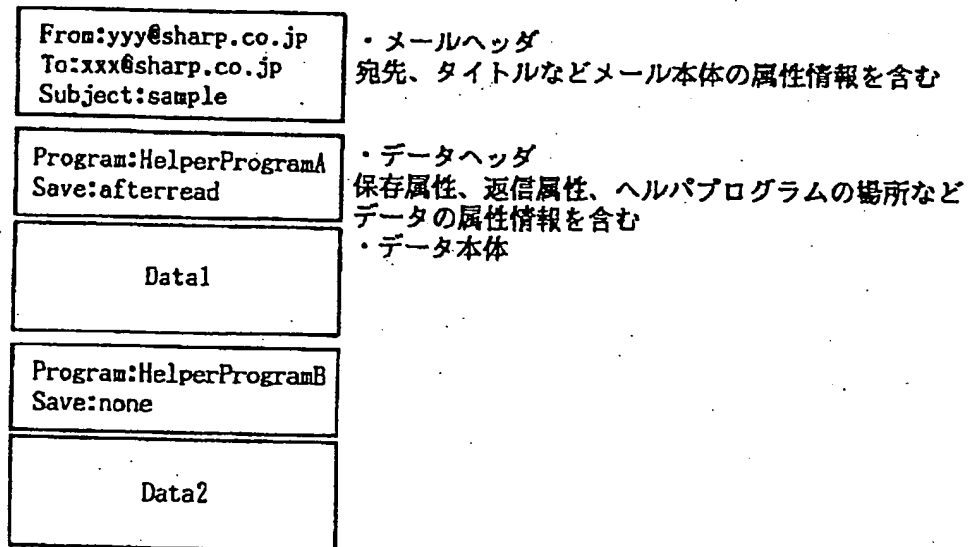 From:yyy@sharp.co.jp
To:xxx@sharp.co.jp
Subject:sample
・メールヘッダ
宛先、タイトルなどメール本体の属性情報を含む
Program:HelperProgramA
Save:afterread
・データヘッダ
保存属性、返信属性、ヘルパプログラムの場所など
データの属性情報を含む
・データ本体
Data1
Program:HelperProgramB
Save:none
Data2